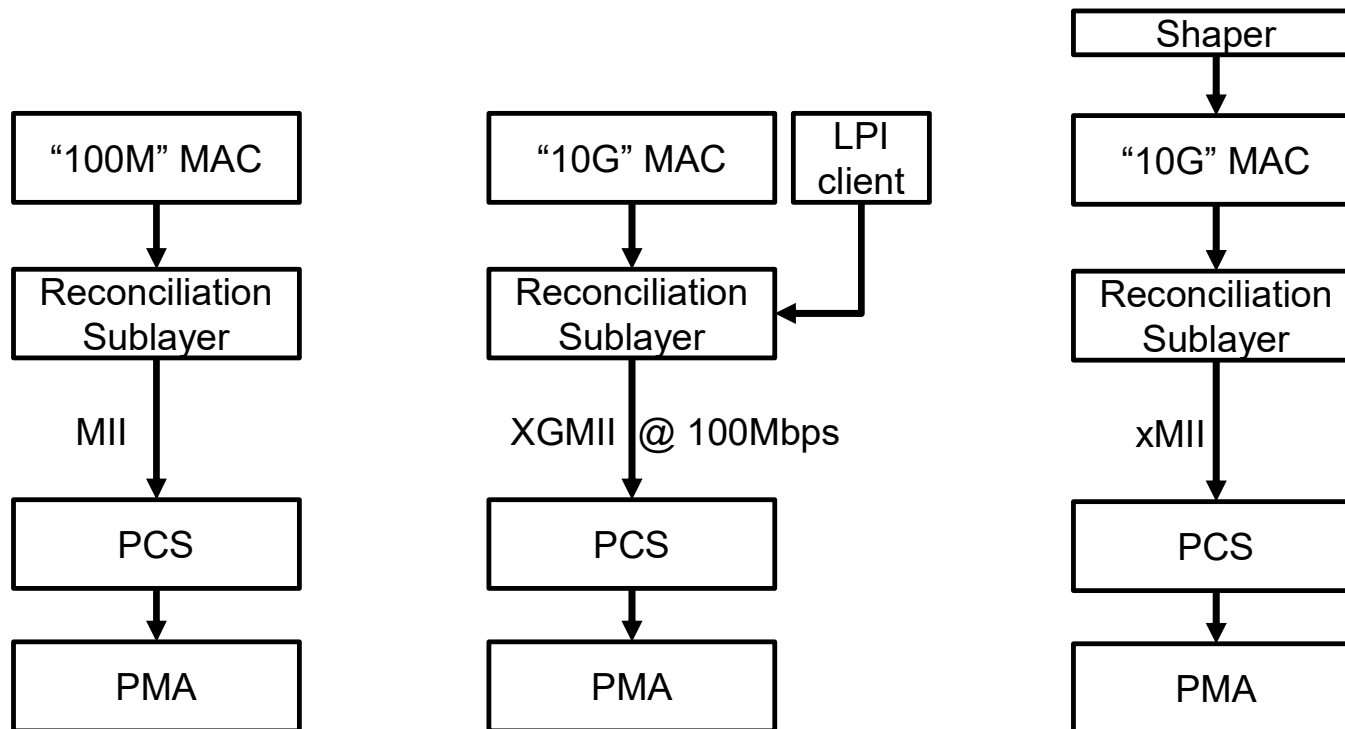 “100M” MAC
Reconciliation
Sublayer
MII
PCS
PMA
“10G” MAC
LPI
client
Reconciliation
Sublayer
XGMII @ 100Mbps
PCS
PMA
Shaper
“10G” MAC
Reconciliation
Sublayer
xMII
PCS
PMA